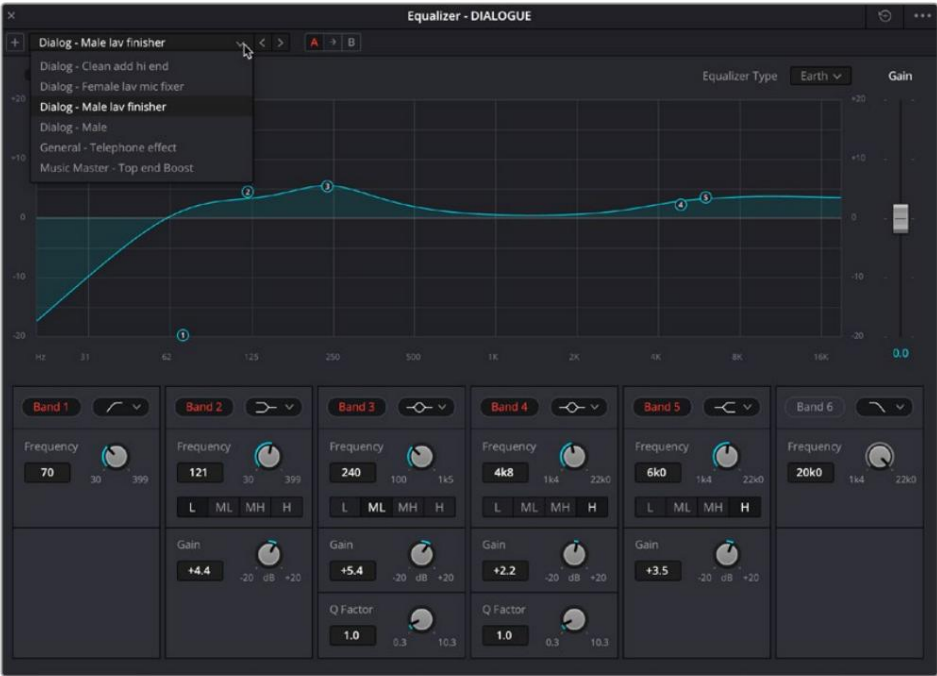 Equalizer - DIALOGUE
Dialog - Male lav finisher
A B
Dialog - Clean add hi end
Dialog - Female lav mic fixer
Dialog - Male lav finisher
Dialog - Male
General - Telephone effect
Music Master - Top end Boost
Equalizer Type Earth Gain
+20 +20
+10 +10
2 3 4 5
0 0
-10 -10
1
-20 -20
Hz 31 62 125 250 500 1K 2K 4K 8K 16K 0.0
Band 1 Band 2 Band 3 Band 4 Band 5 Band 6
Frequency Frequency Frequency Frequency Frequency Frequency
70 121 240 4k8 6k0 20k0
30 399 30 399 100 1k5 1k4 22k0 1k4 22k0 1k4 22k0
L ML MH H L ML MH H L ML MH H L ML MH H
Gain Gain Gain Gain
+4.4 +5.4 +2.2 +3.5
-20 dB +20 -20 dB +20 -20 dB +20 -20 dB +20
Q Factor Q Factor
1.0 1.0
0.3 10.3 0.3 10.3